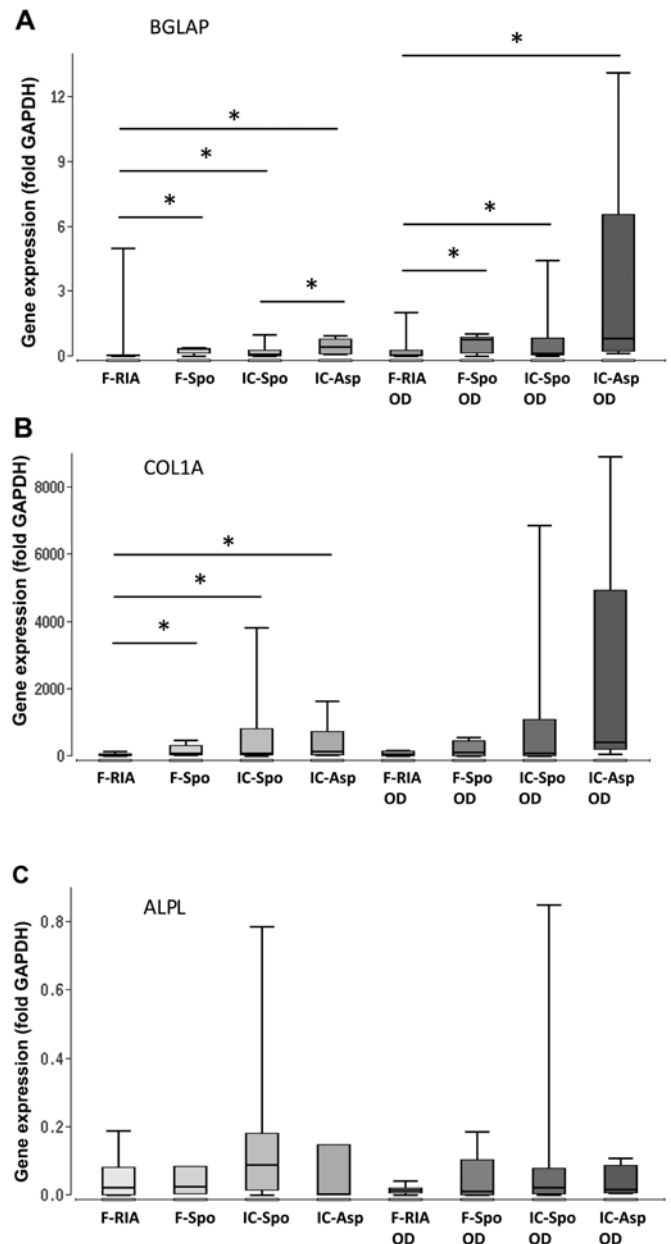 A
BGLAP
Gene expression (fold GAPDH)
12
9
6
3
0
*
*
*
*
*
*
*
F-RIA F-Spo IC-Spo IC-Asp F-RIA F-Spo IC-Spo IC-Asp
OD OD OD OD
B
COL1A
Gene expression (fold GAPDH)
8000
6000
4000
2000
0
*
*
*
F-RIA F-Spo IC-Spo IC-Asp F-RIA F-Spo IC-Spo IC-Asp
OD OD OD OD
C
ALPL
Gene expression (fold GAPDH)
0.8
0.6
0.4
0.2
0.0
F-RIA F-Spo IC-Spo IC-Asp F-RIA F-Spo IC-Spo IC-Asp
OD OD OD OD